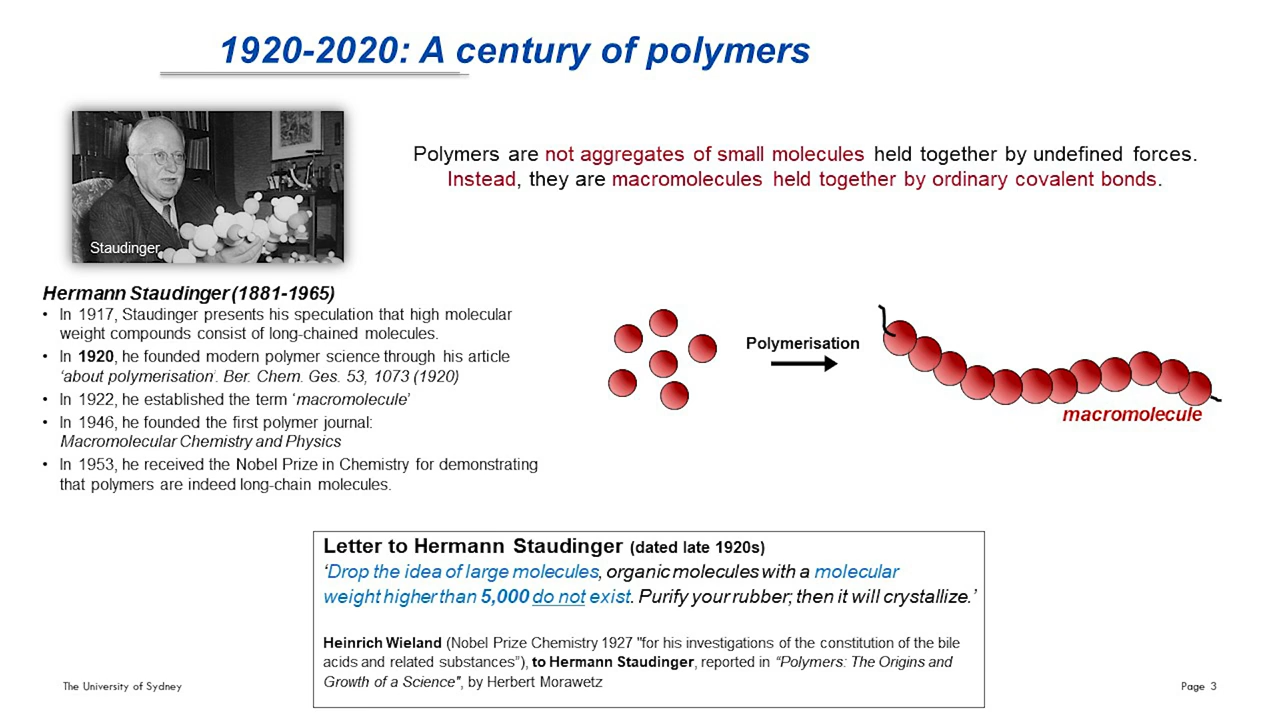 1920-2020: A century of polymers
Staudinger
Polymers are not aggregates of small molecules held together by undefined forces.
Instead, they are macromolecules held together by ordinary covalent bonds.
Hermann Staudinger (1881-1965)
• In 1917, Staudinger presents his speculation that high molecular
weight compounds consist of long-chained molecules.
• In 1920, he founded modern polymer science through his article
‘about polymerisation’. Ber. Chem. Ges. 53, 1073 (1920)
• In 1922, he established the term ‘macromolecule’
• In 1946, he founded the first polymer journal:
Macromolecular Chemistry and Physics
• In 1953, he received the Nobel Prize in Chemistry for demonstrating
that polymers are indeed long-chain molecules.
Polymerisation
macromolecule
Letter to Hermann Staudinger (dated late 1920s)
‘Drop the idea of large molecules, organic molecules with a molecular
weight higher than 5,000 do not exist. Purify your rubber; then it will crystallize.’
Heinrich Wieland (Nobel Prize Chemistry 1927 "for his investigations of the constitution of the bile
acids and related substances”), to Hermann Staudinger, reported in “Polymers: The Origins and
Growth of a Science", by Herbert Morawetz
The University of Sydney
Page 3